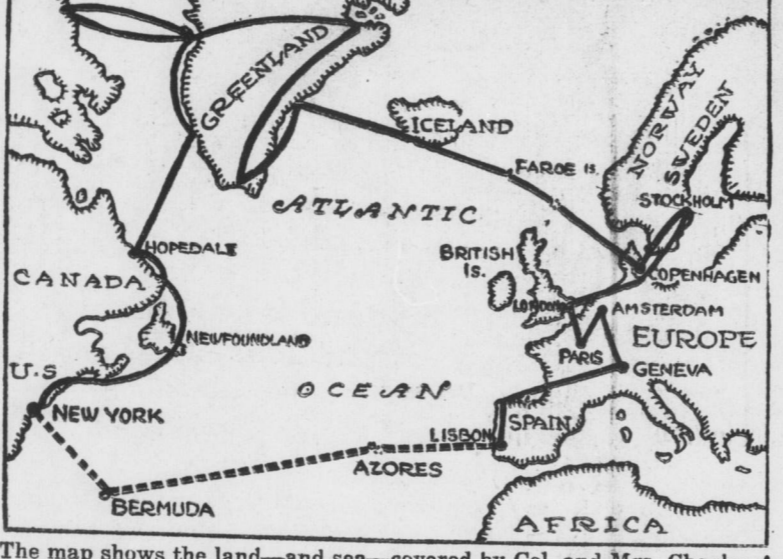 GREENLAND
ICELAND
NORWAY
SWEDEN
FAROE IS.
STOCKHOLM
ATLANTIC
HOPEDALE
BRITISH
IS.
COPENHAGEN
CANADA
LONDON
AMSTERDAM
NEWFOUNDLAND
EUROPE
PARIS
U.S
GENEVA
OCEAN
NEW YORK
SPAIN
LISBON
AZORES
BERMUDA
AFRICA
The map shows the land—and sea—covered by Col. and Mrs.